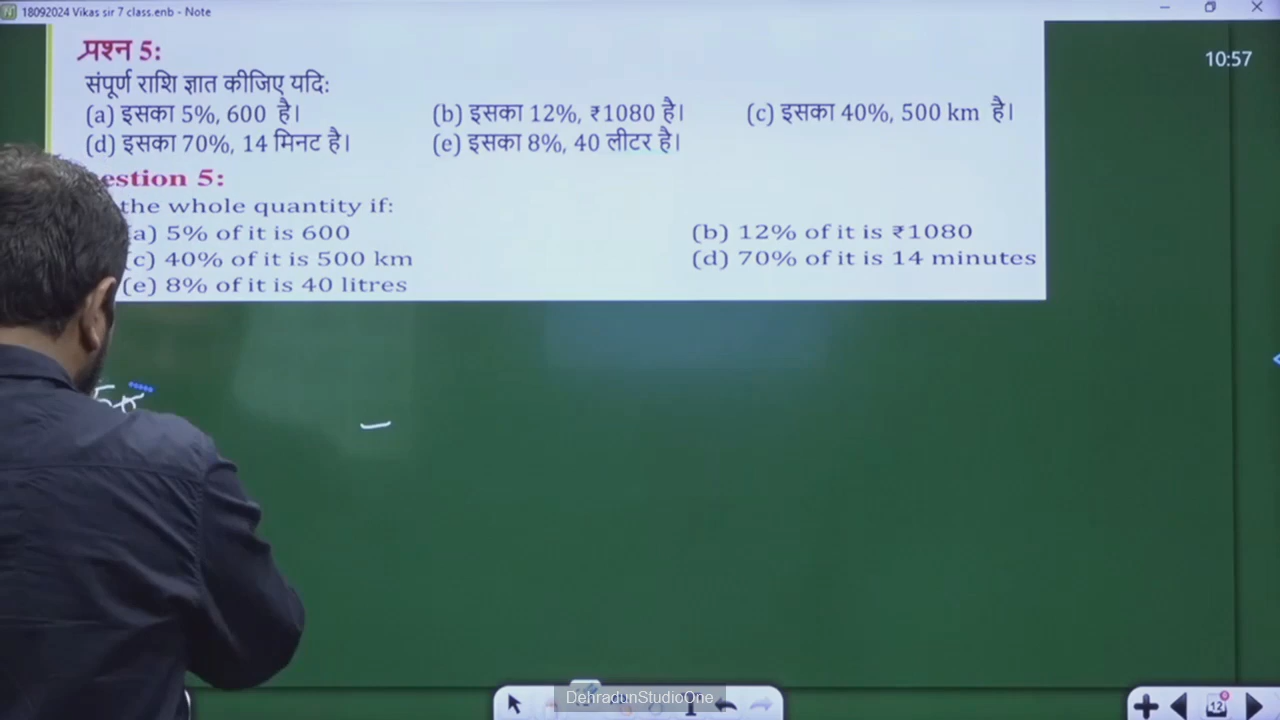 18092024 Vikas sir 7 class.enb - Note
10:57
प्रश्न 5:
संपूर्ण राशि ज्ञात कीजिए यदि:
(a) इसका 5%, 600 है। (b) इसका 12%, ₹1080 है। (c) इसका 40%, 500 km है।
(d) इसका 70%, 14 मिनट है। (e) इसका 8%, 40 लीटर है।
estion 5:
the whole quantity if:
(a) 5% of it is 600 (b) 12% of it is ₹1080
(c) 40% of it is 500 km (d) 70% of it is 14 minutes
(e) 8% of it is 40 litres
DehradunStudioOne
12